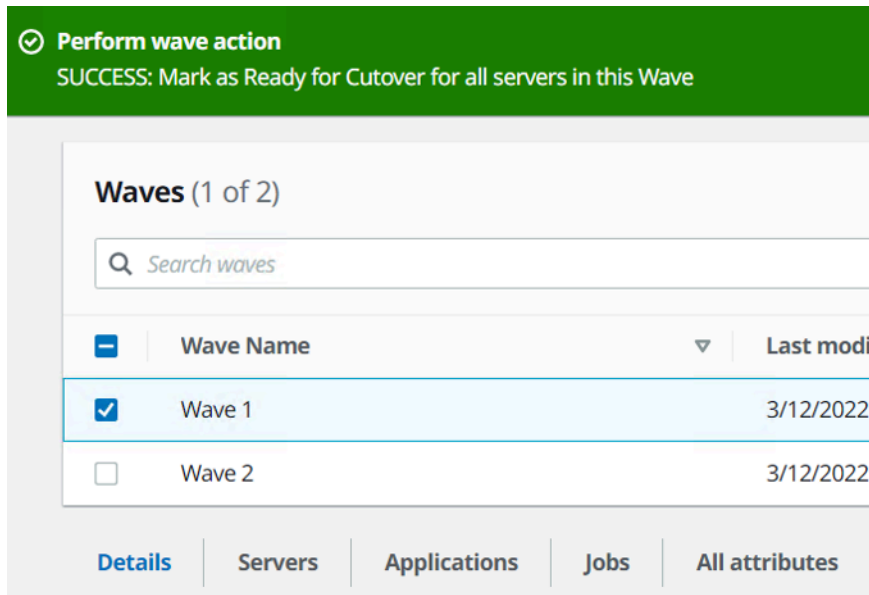 Perform wave action
SUCCESS: Mark as Ready for Cutover for all servers in this Wave
Waves (1 of 2)
Search waves
Wave Name Last modi
Wave 1 3/12/2022
Wave 2 3/12/2022
Details Servers Applications Jobs All attributes